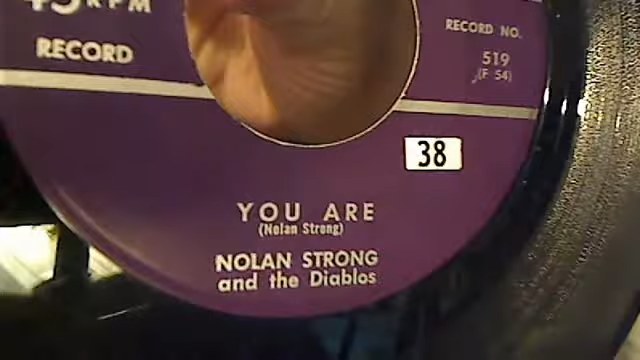 45 RPM
RECORD
RECORD NO.
519
(F 54)
38
YOU ARE
(Nolan Strong)
NOLAN STRONG
and the Diablos